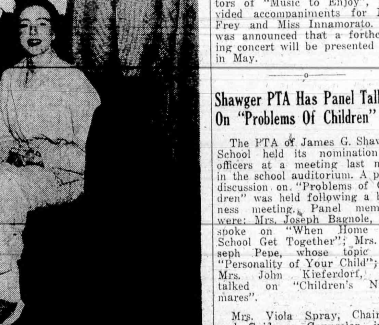 tors of "Music to Enjoy",
vided accompaniments for
Frey and Miss Innamorato.
was announced that a forthc
ing concert will be presented
in May.
Shawger PTA Has Panel Talk
On "Problems Of Children"
The PTA of James G. Shaw
School held its nomination
officers at a meeting last n
in the school auditorium. A p
discussion on "Problems of C
dren" was held following a b
ness meeting. Panel mem
were: Mrs. Joseph Bagnole,
spoke on "When Home
School Get Together"; Mrs.
seph Pepe, whose topic
"Personality of Your Child";
Mrs. John Kieferdorf,
talked on "Children's N
mares".
Mrs. Viola Spray, Chair